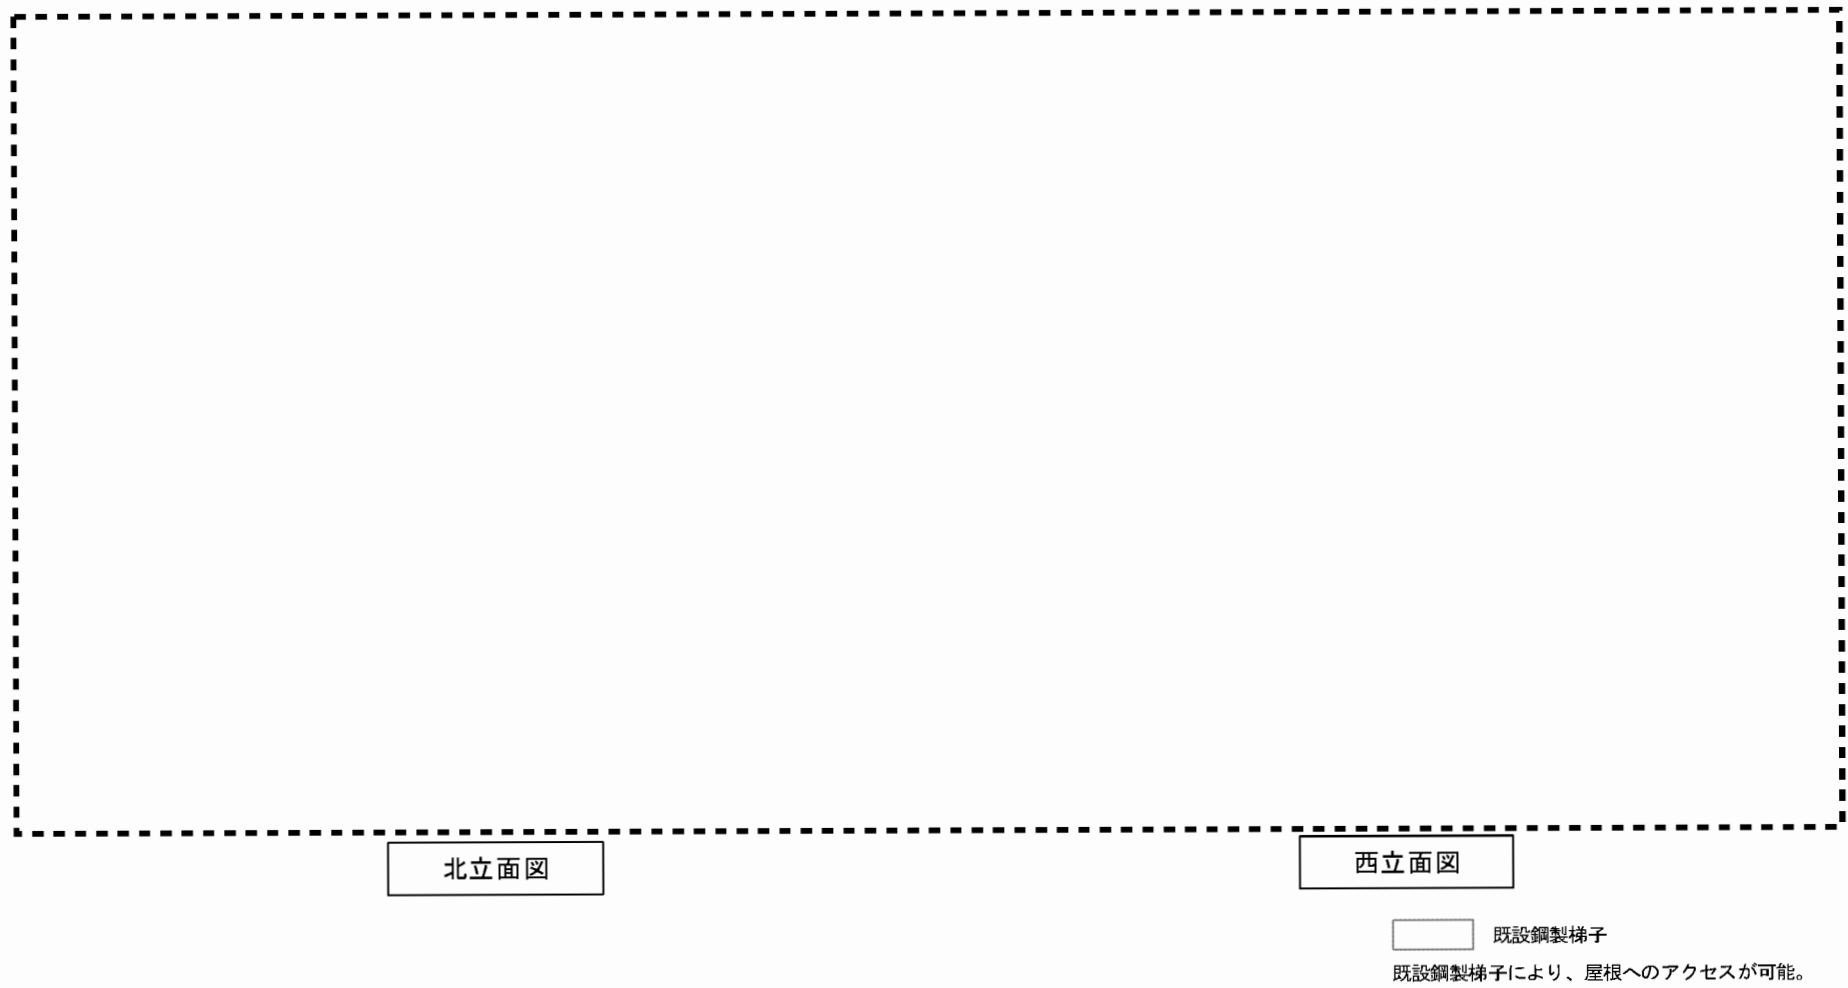 北立面図
西立面図
既設鋼製梯子
既設鋼製梯子により、屋根へのアクセスが可能。